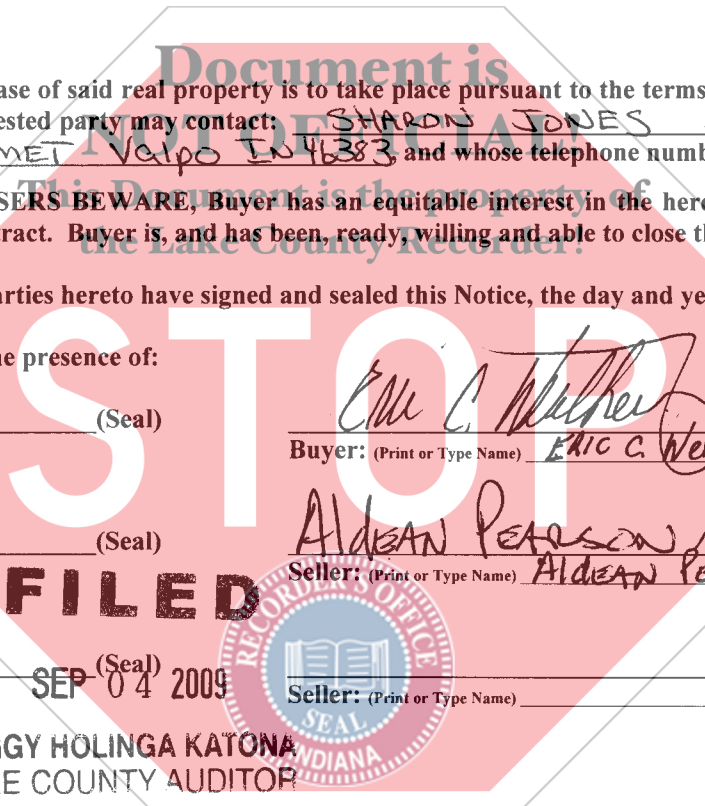 Document is
ase of said real property is to take place pursuant to the terms
ested party may contact: SHARON JONES
MET Valpo IN 46383, and whose telephone numb
NOT OFFICIAL!
This Document is the property of
SERS BEWARE, Buyer has an equitable interest in the here
the Lake County Recorder!
tract. Buyer is, and has been, ready, willing and able to close th
arties hereto have signed and sealed this Notice, the day and ye
STOP
he presence of:
(Seal)
Eric C.
Buyer: (Print or Type Name) ERIC C. We
(Seal)
Aldean Pearson
Seller: (Print or Type Name) Aldean Pe
FILED
RECORDER'S OFFICE
(Seal)
SEP 04 2009
Seller: (Print or Type Name)
SEAL
INDIANA
GY HOLINGA KATONA
KE COUNTY AUDITOR